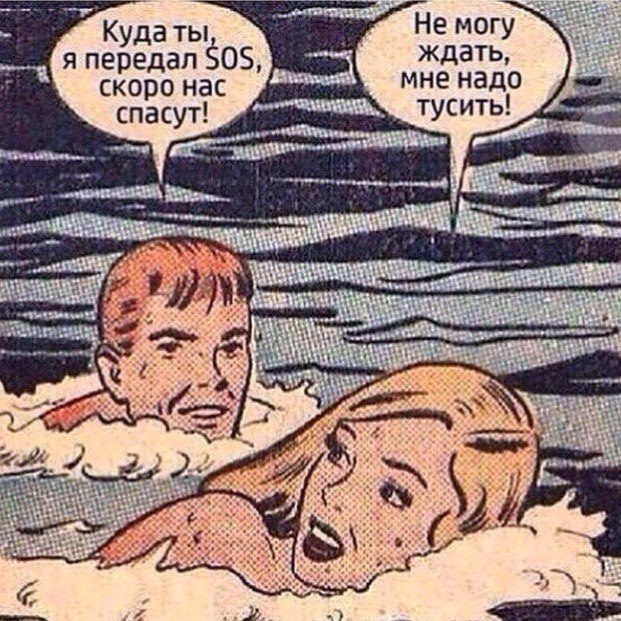 Куда ты,
я передал SOS,
скоро нас
спасут!
Не могу
ждать,
мне надо
тусить!